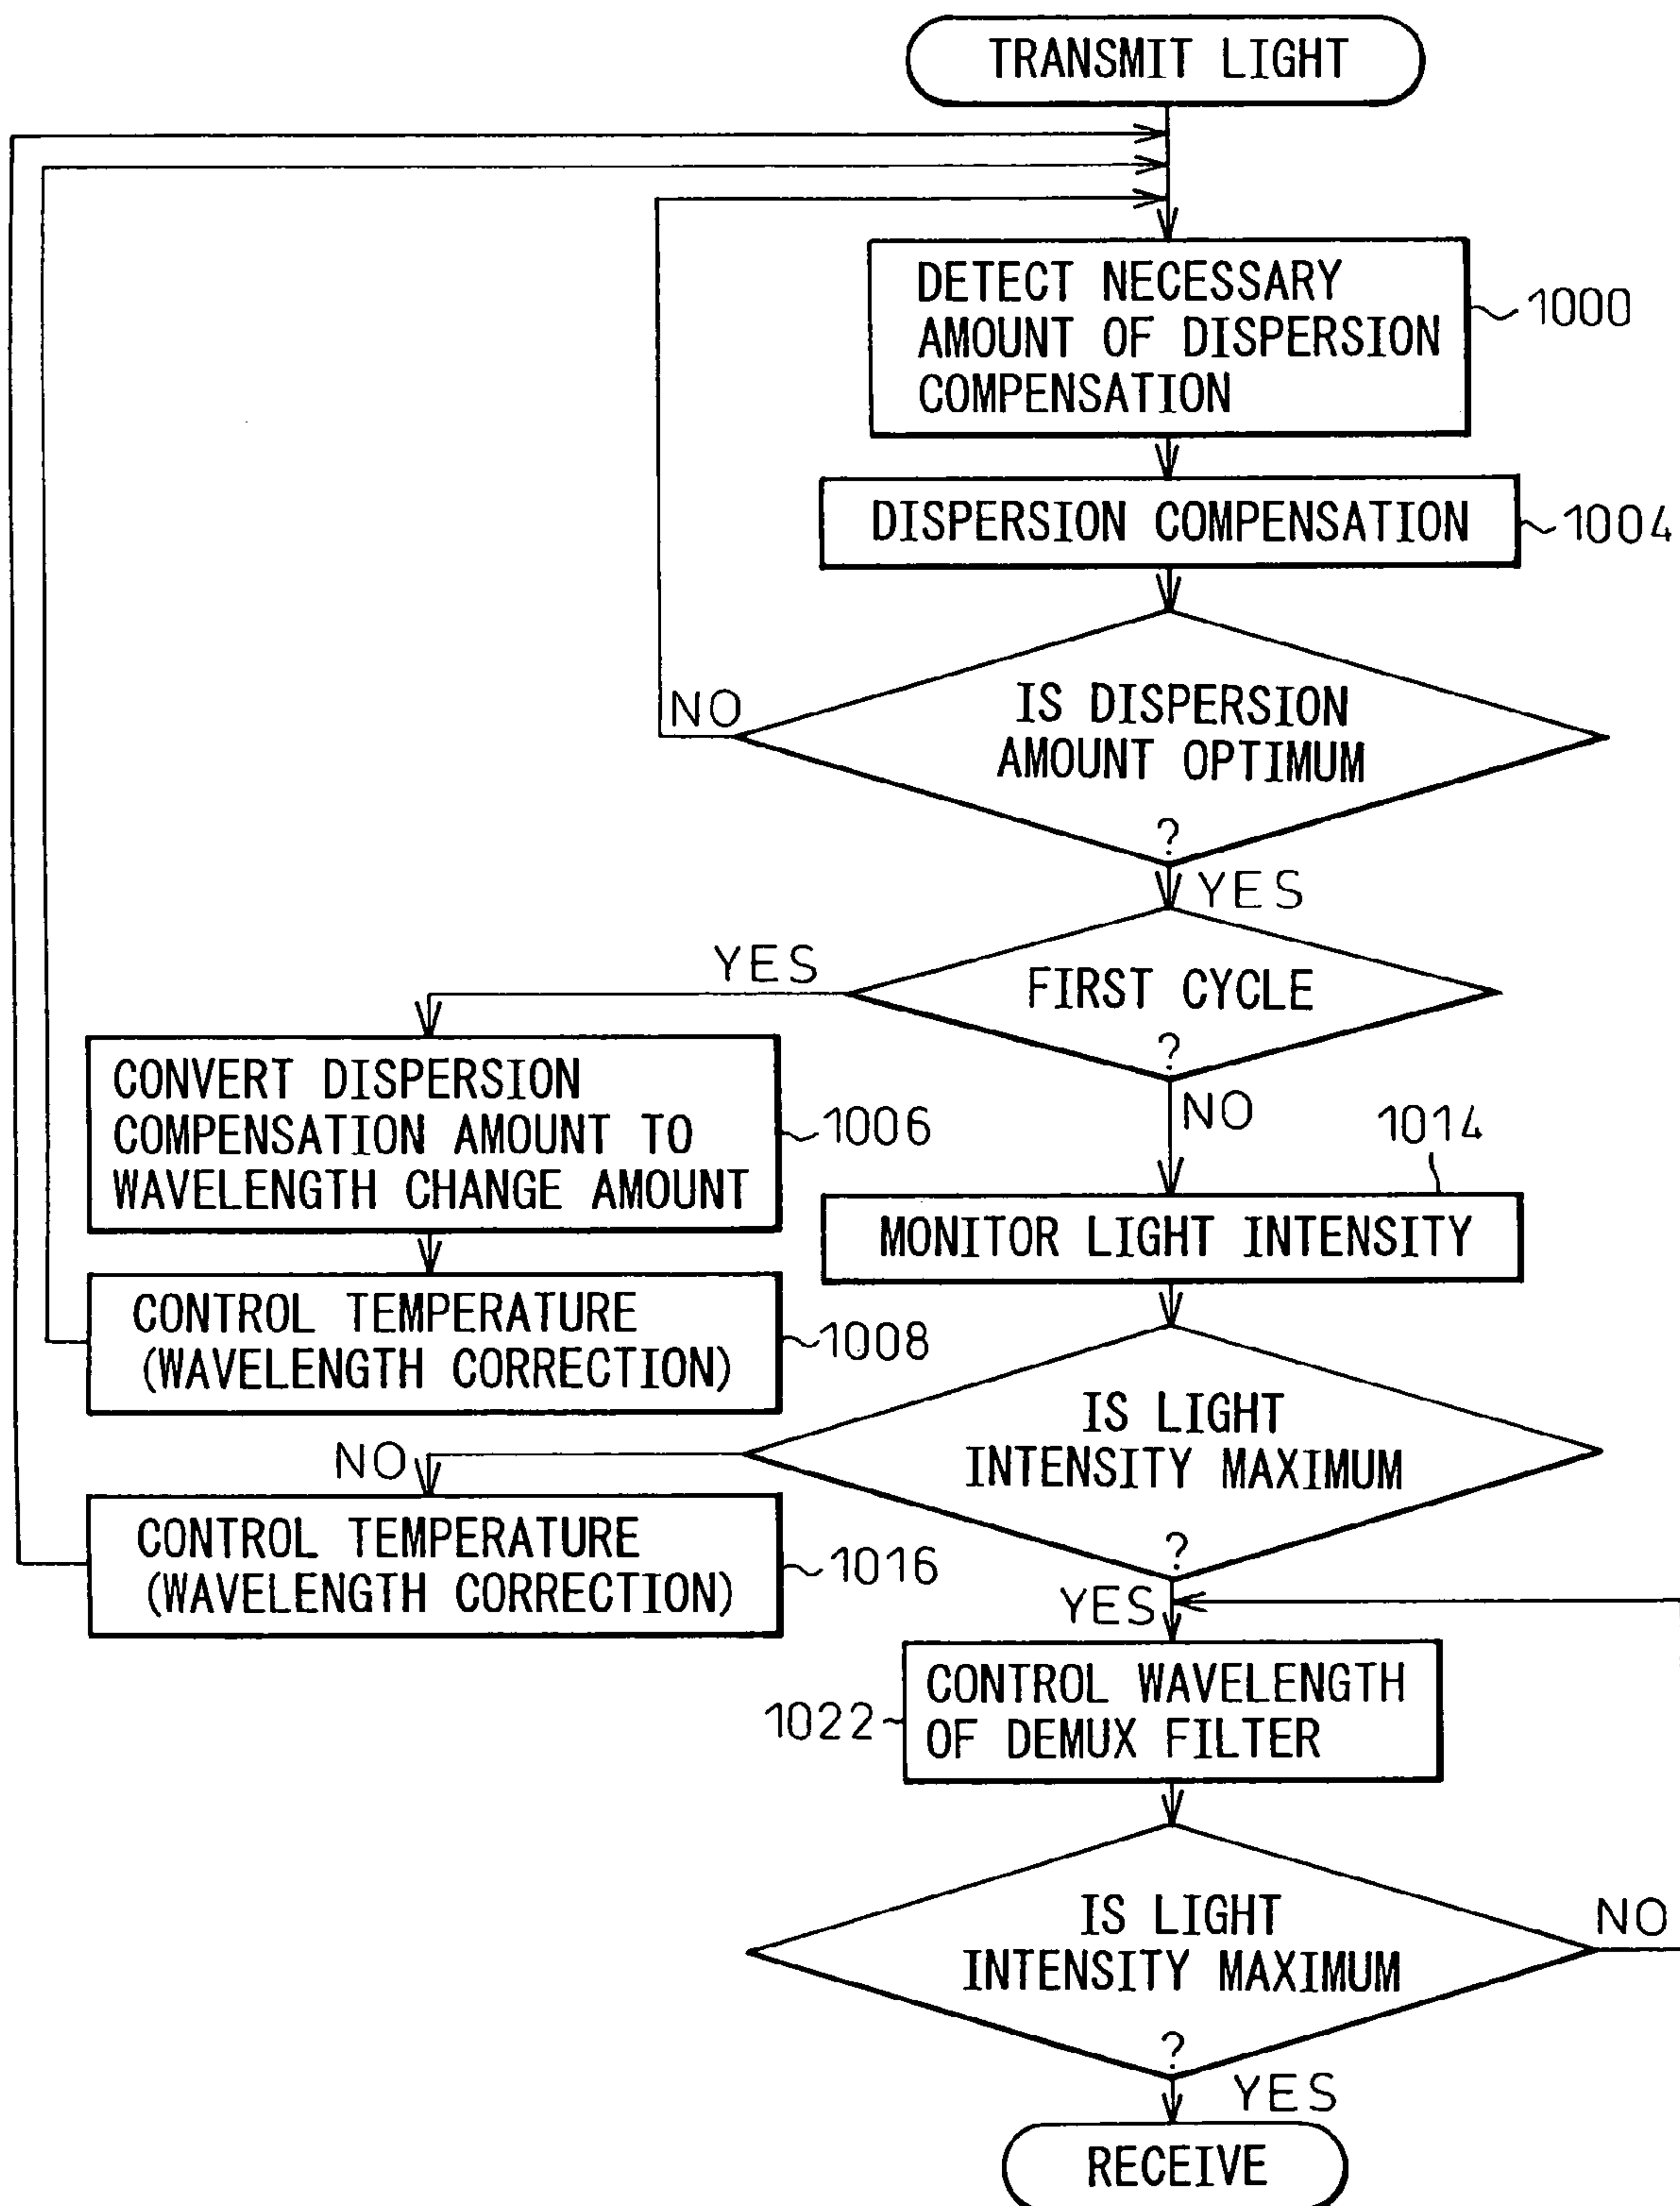 TRANSMIT LIGHT
DETECT NECESSARY
AMOUNT OF DISPERSION
COMPENSATION
1000
DISPERSION COMPENSATION
1004
IS DISPERSION
AMOUNT OPTIMUM
?
NO
YES
FIRST CYCLE
?
YES
NO
CONVERT DISPERSION
COMPENSATION AMOUNT TO
WAVELENGTH CHANGE AMOUNT
1006
CONTROL TEMPERATURE
(WAVELENGTH CORRECTION)
1008
1014
MONITOR LIGHT INTENSITY
IS LIGHT
INTENSITY MAXIMUM
?
NO
CONTROL TEMPERATURE
(WAVELENGTH CORRECTION)
1016
YES
CONTROL WAVELENGTH
OF DEMUX FILTER
1022
IS LIGHT
INTENSITY MAXIMUM
?
NO
YES
RECEIVE